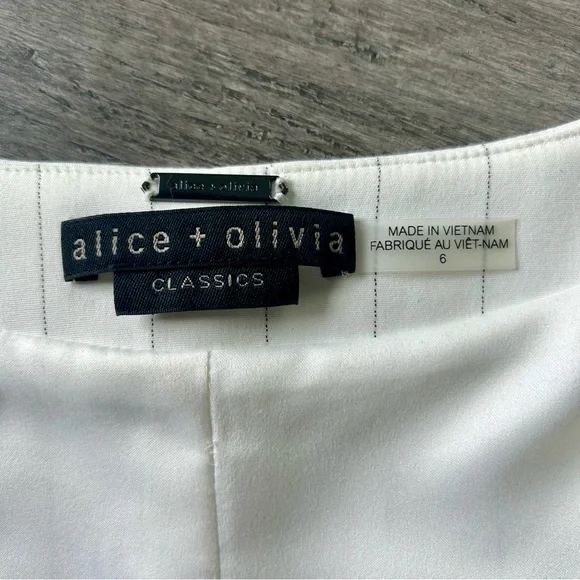 alice + olivia
alice + olivia
CLASSICS
MADE IN VIETNAM
FABRIQUÉ AU VIÊT-NAM
6